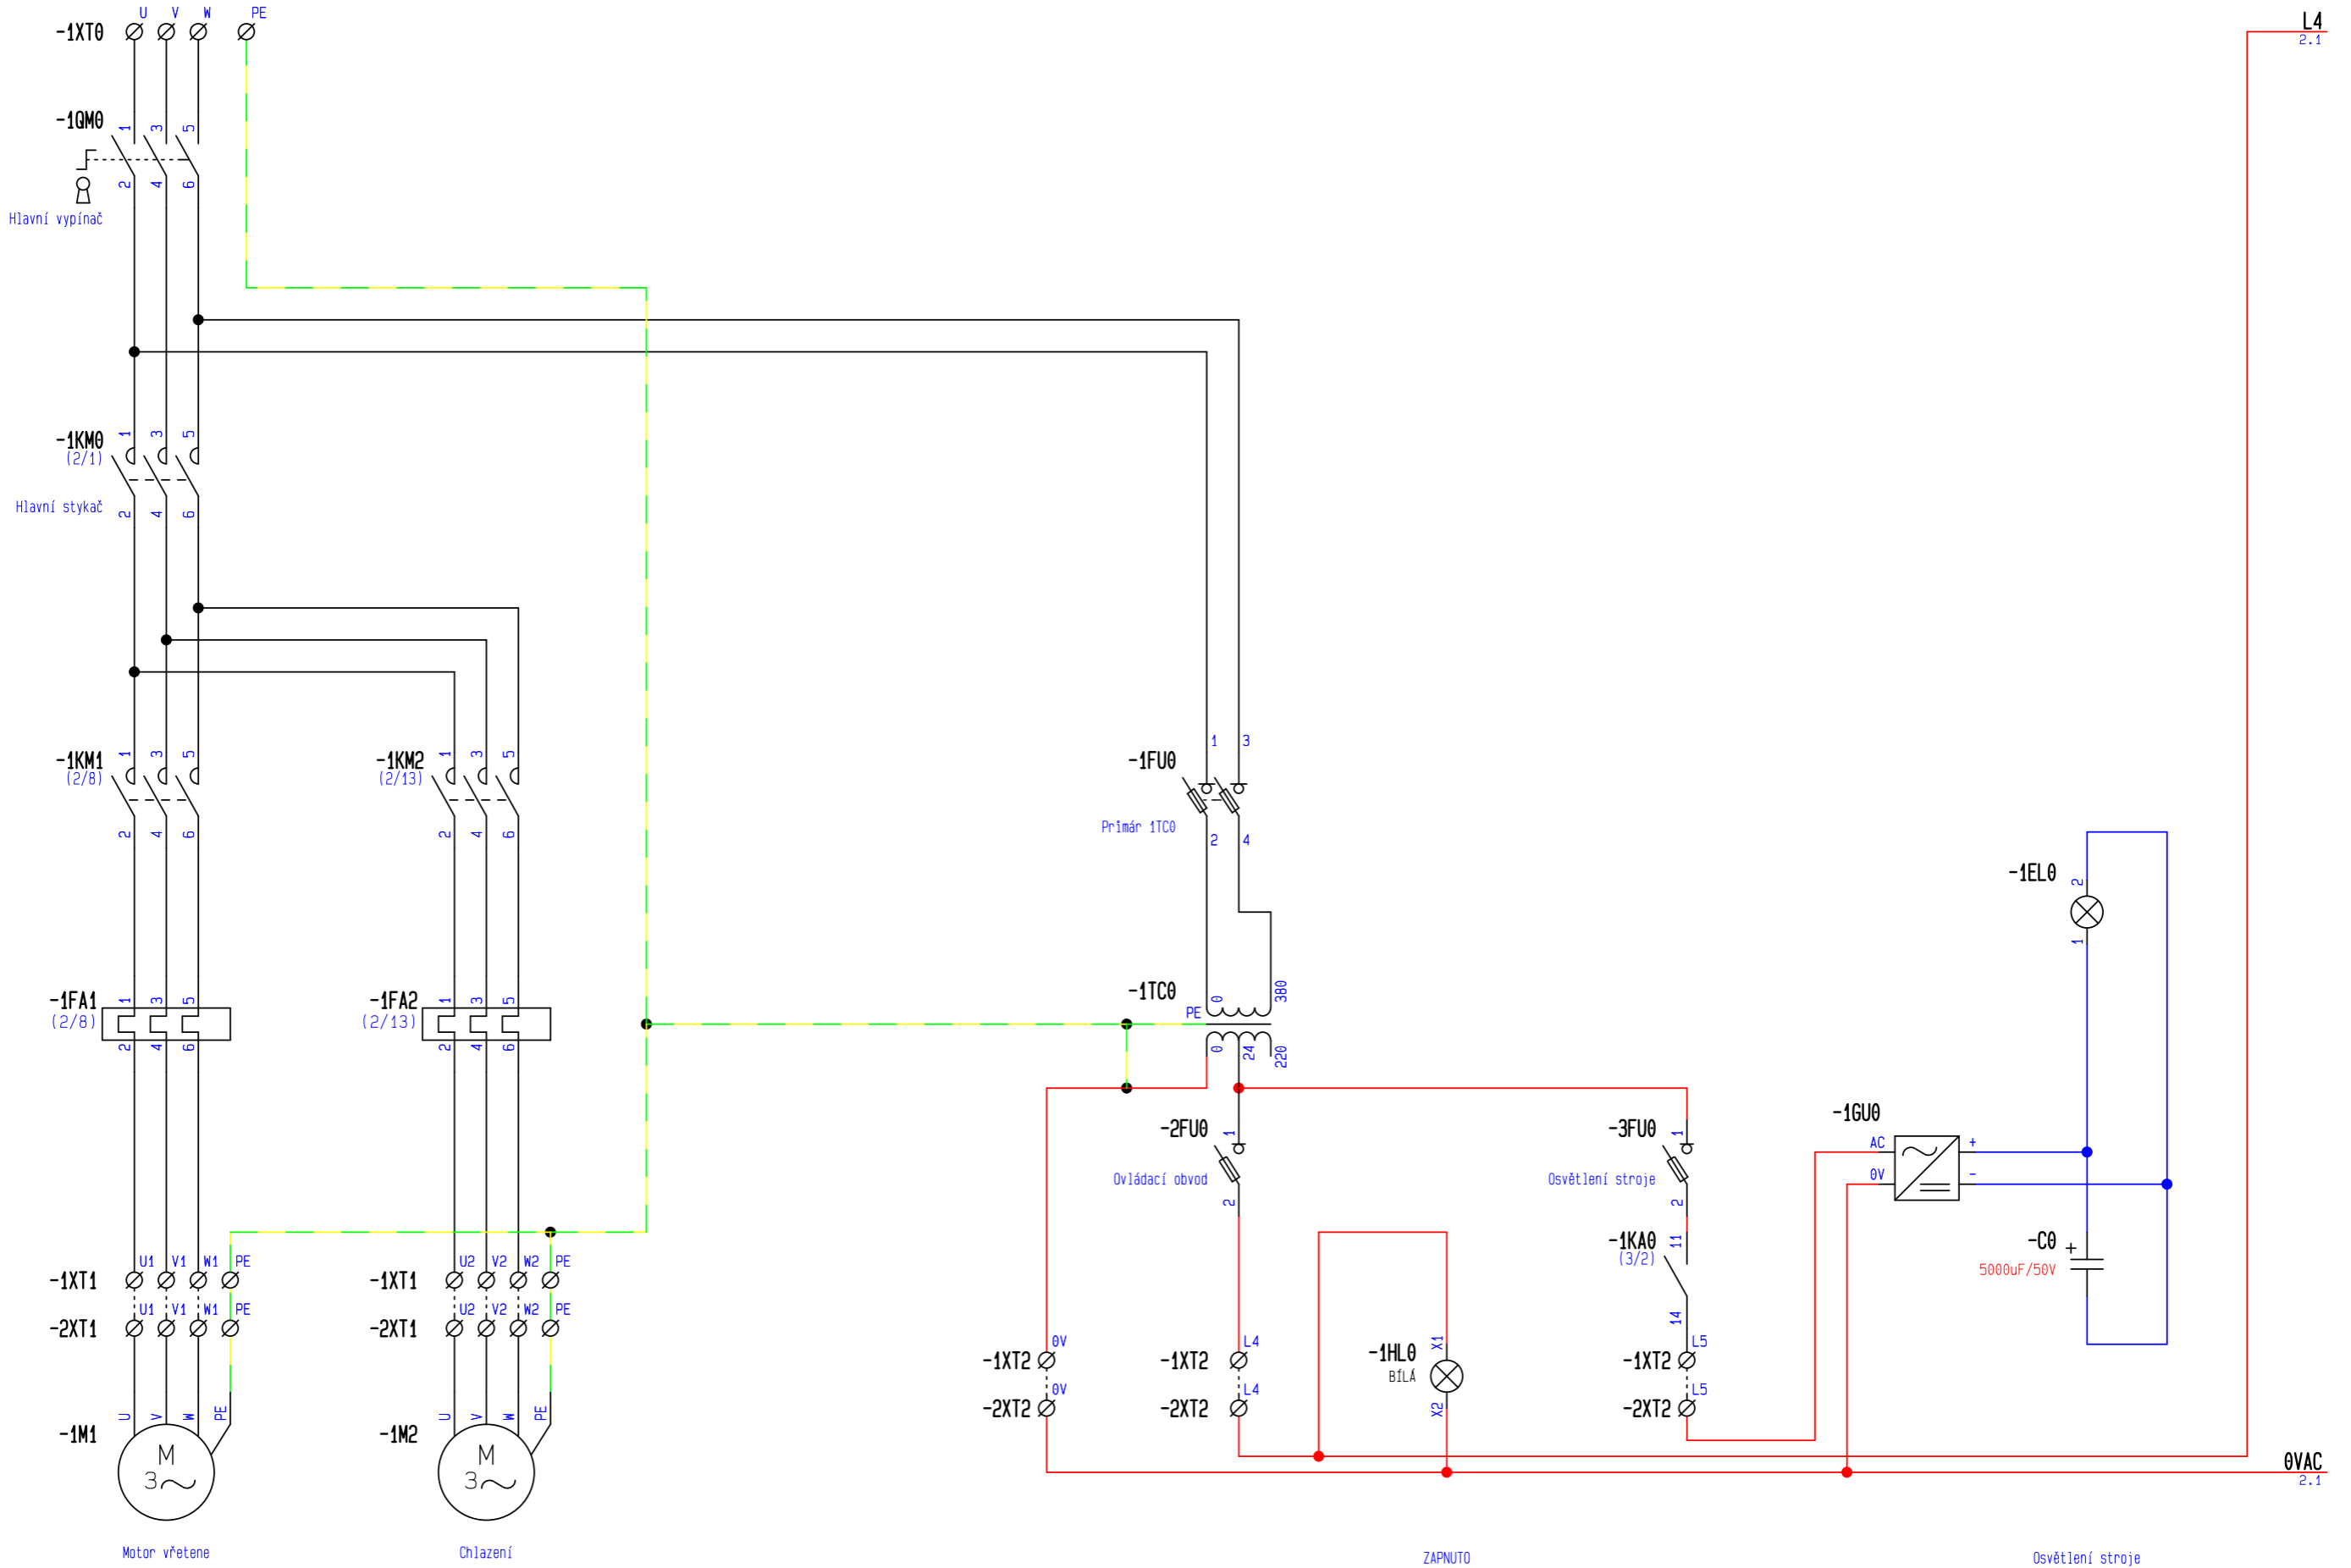 U V W PE
-1XT0
L4
2.1
-1QM0
1 3 5
2 4 6
Hlavní vypínač
-1KM0
(2/1)
1 3 5
Hlavní stykač
2 4 6
-1KM1
(2/8)
1 3 5
2 4 6
-1KM2
(2/13)
1 3 5
2 4 6
-1FU0
1 3
Primár 1TC0
2 4
-1EL0
2
1
-1FA1
(2/8)
1 3 5
2 4 6
-1FA2
(2/13)
1 3 5
2 4 6
-1TC0
PE
0 380
0 24 220
-2FU0
1
Ovládací obvod
2
-3FU0
1
Osvětlení stroje
2
-1GU0
AC +
0V -
-1KA0
(3/2)
11
14
-C0
+
5000uF/50V
U1 V1 W1 PE
-1XT1
U1 V1 W1 PE
-2XT1
U2 V2 W2 PE
-1XT1
U2 V2 W2 PE
-2XT1
0V
-1XT2
0V
-2XT2
L4
-1XT2
L4
-2XT2
X1
-1HL0
BÍLÁ
X2
L5
-1XT2
L5
-2XT2
U V W PE
-1M1
M
3
U V W PE
-1M2
M
3
0VAC
2.1
Motor vřetene
Chlazení
ZAPNUTO
Osvětlení stroje